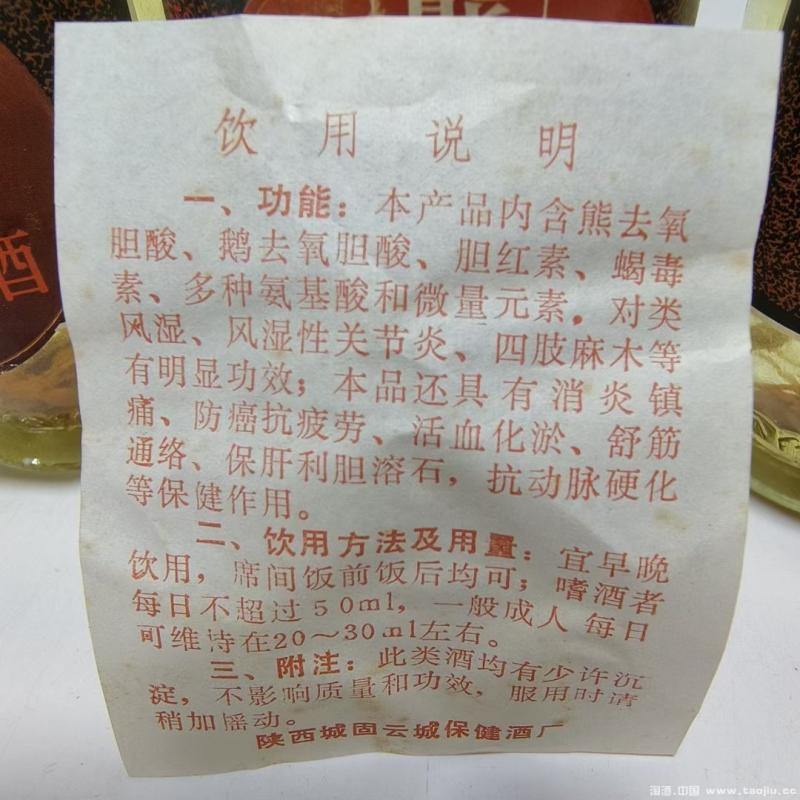 饮用说明
一、功能：本产品内含熊去氧
胆酸、鹅去氧胆酸、胆红素、蝎毒
素、多种氨基酸和微量元素，对类
风湿、风湿性关节炎、四肢麻木等
有明显功效；本品还具有消炎镇
痛、防癌抗疲劳、活血化淤、舒筋
通络、保肝利胆溶石，抗动脉硬化
等保健作用。
二、饮用方法及用量：宜早晚
饮用，席间饭前饭后均可；嗜酒者
每日不超过50ml，一般成人每日
可维持在20～30ml左右。
三、附注：此类酒均有少许沉
淀，不影响质量和功效，服用时请
稍加摇动。
陕西城固云城保健酒厂
酒
淘酒.中国 www.taojiu.cc